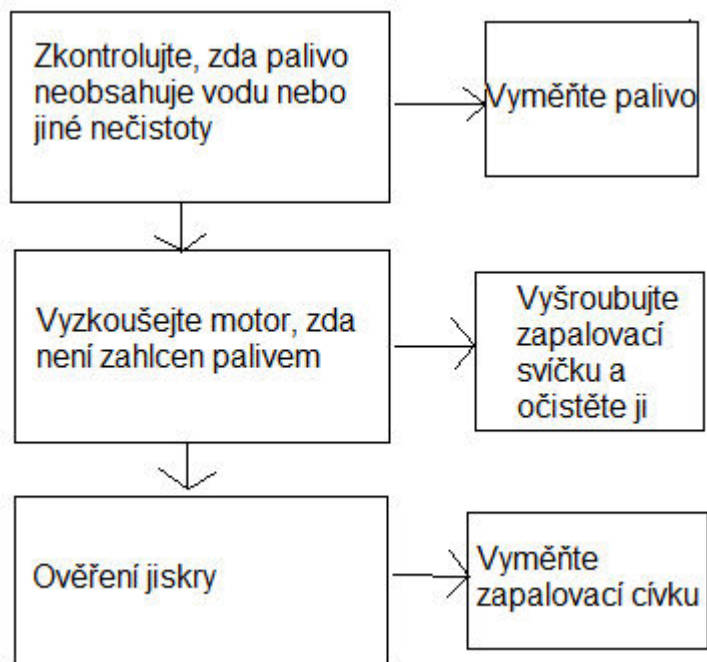 Zkontrolujte, zda palivo
neobsahuje vodu nebo
jiné nečistoty
Vyměňte palivo
Vyzkoušejte motor, zda
není zahlcen palivem
Vyšroubujte
zapalovací
svíčku a
očistěte ji
Ověření jiskry
Vyměňte
zapalovací cívku